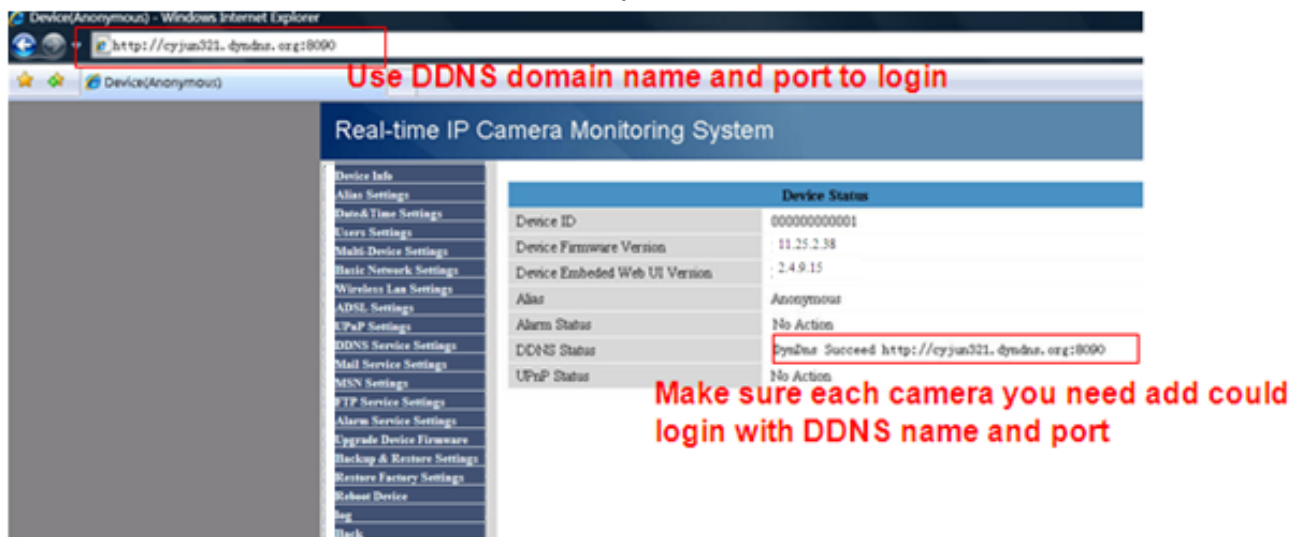 Device(Anonymous) - Windows Internet Explorer
http://cyjun321.dyndns.org:8090
Device(Anonymous)
Use DDNS domain name and port to login
Real-time IP Camera Monitoring System
Device Info
Alias Settings
Date&Time Settings
Users Settings
Multi-Device Settings
Basic Network Settings
Wireless Lan Settings
ADSL Settings
UPnP Settings
DDNS Service Settings
Mail Service Settings
MSN Settings
FTP Service Settings
Alarm Service Settings
Upgrade Device Firmware
Backup & Restore Settings
Restore Factory Settings
Reboot Device
log
Back
Device Status
Device ID 000000000001
Device Firmware Version 11.25.2.38
Device Embeded Web UI Version 2.4.9.15
Alias Anonymous
Alarm Status No Action
DDNS Status DynDns Succeed http://cyjun321.dyndns.org:8090
UPnP Status No Action
Make sure each camera you need add could
login with DDNS name and port